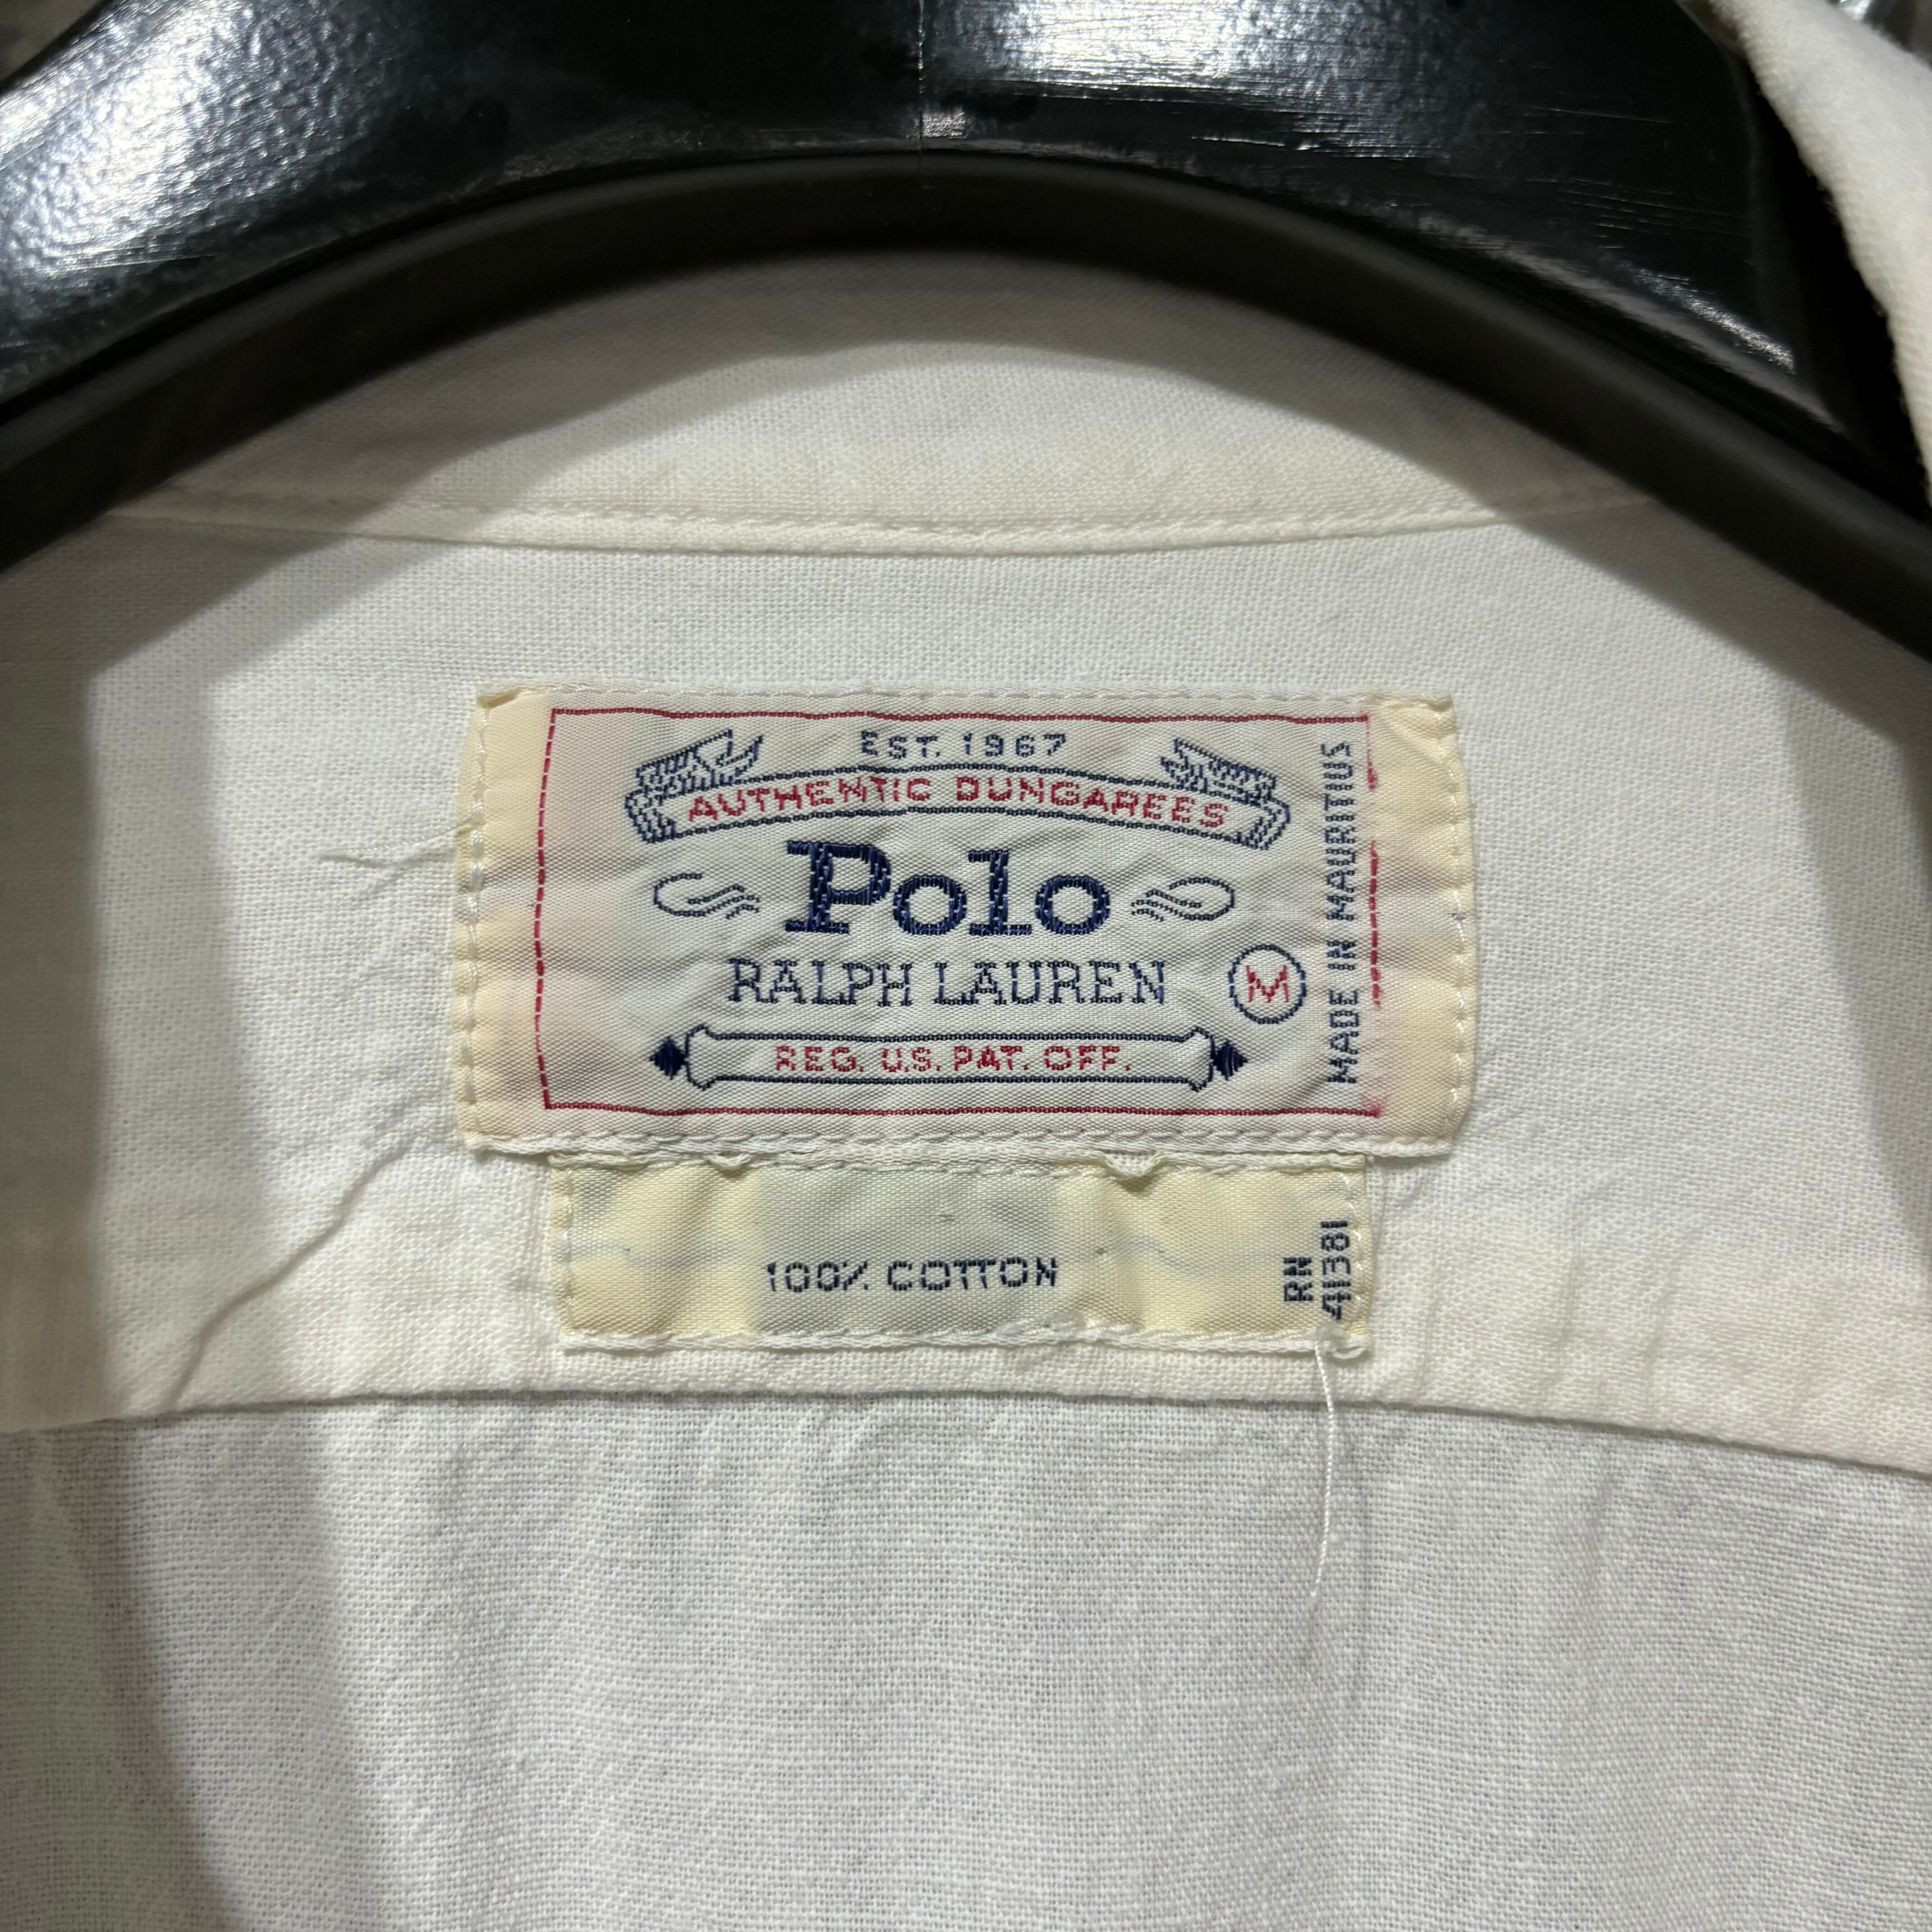 EST. 1967
AUTHENTIC DUNGAREES
Polo
RALPH LAUREN
M
REG. U.S. PAT. OFF.
MADE IN MAURITIUS
100% COTTON
RN
41381